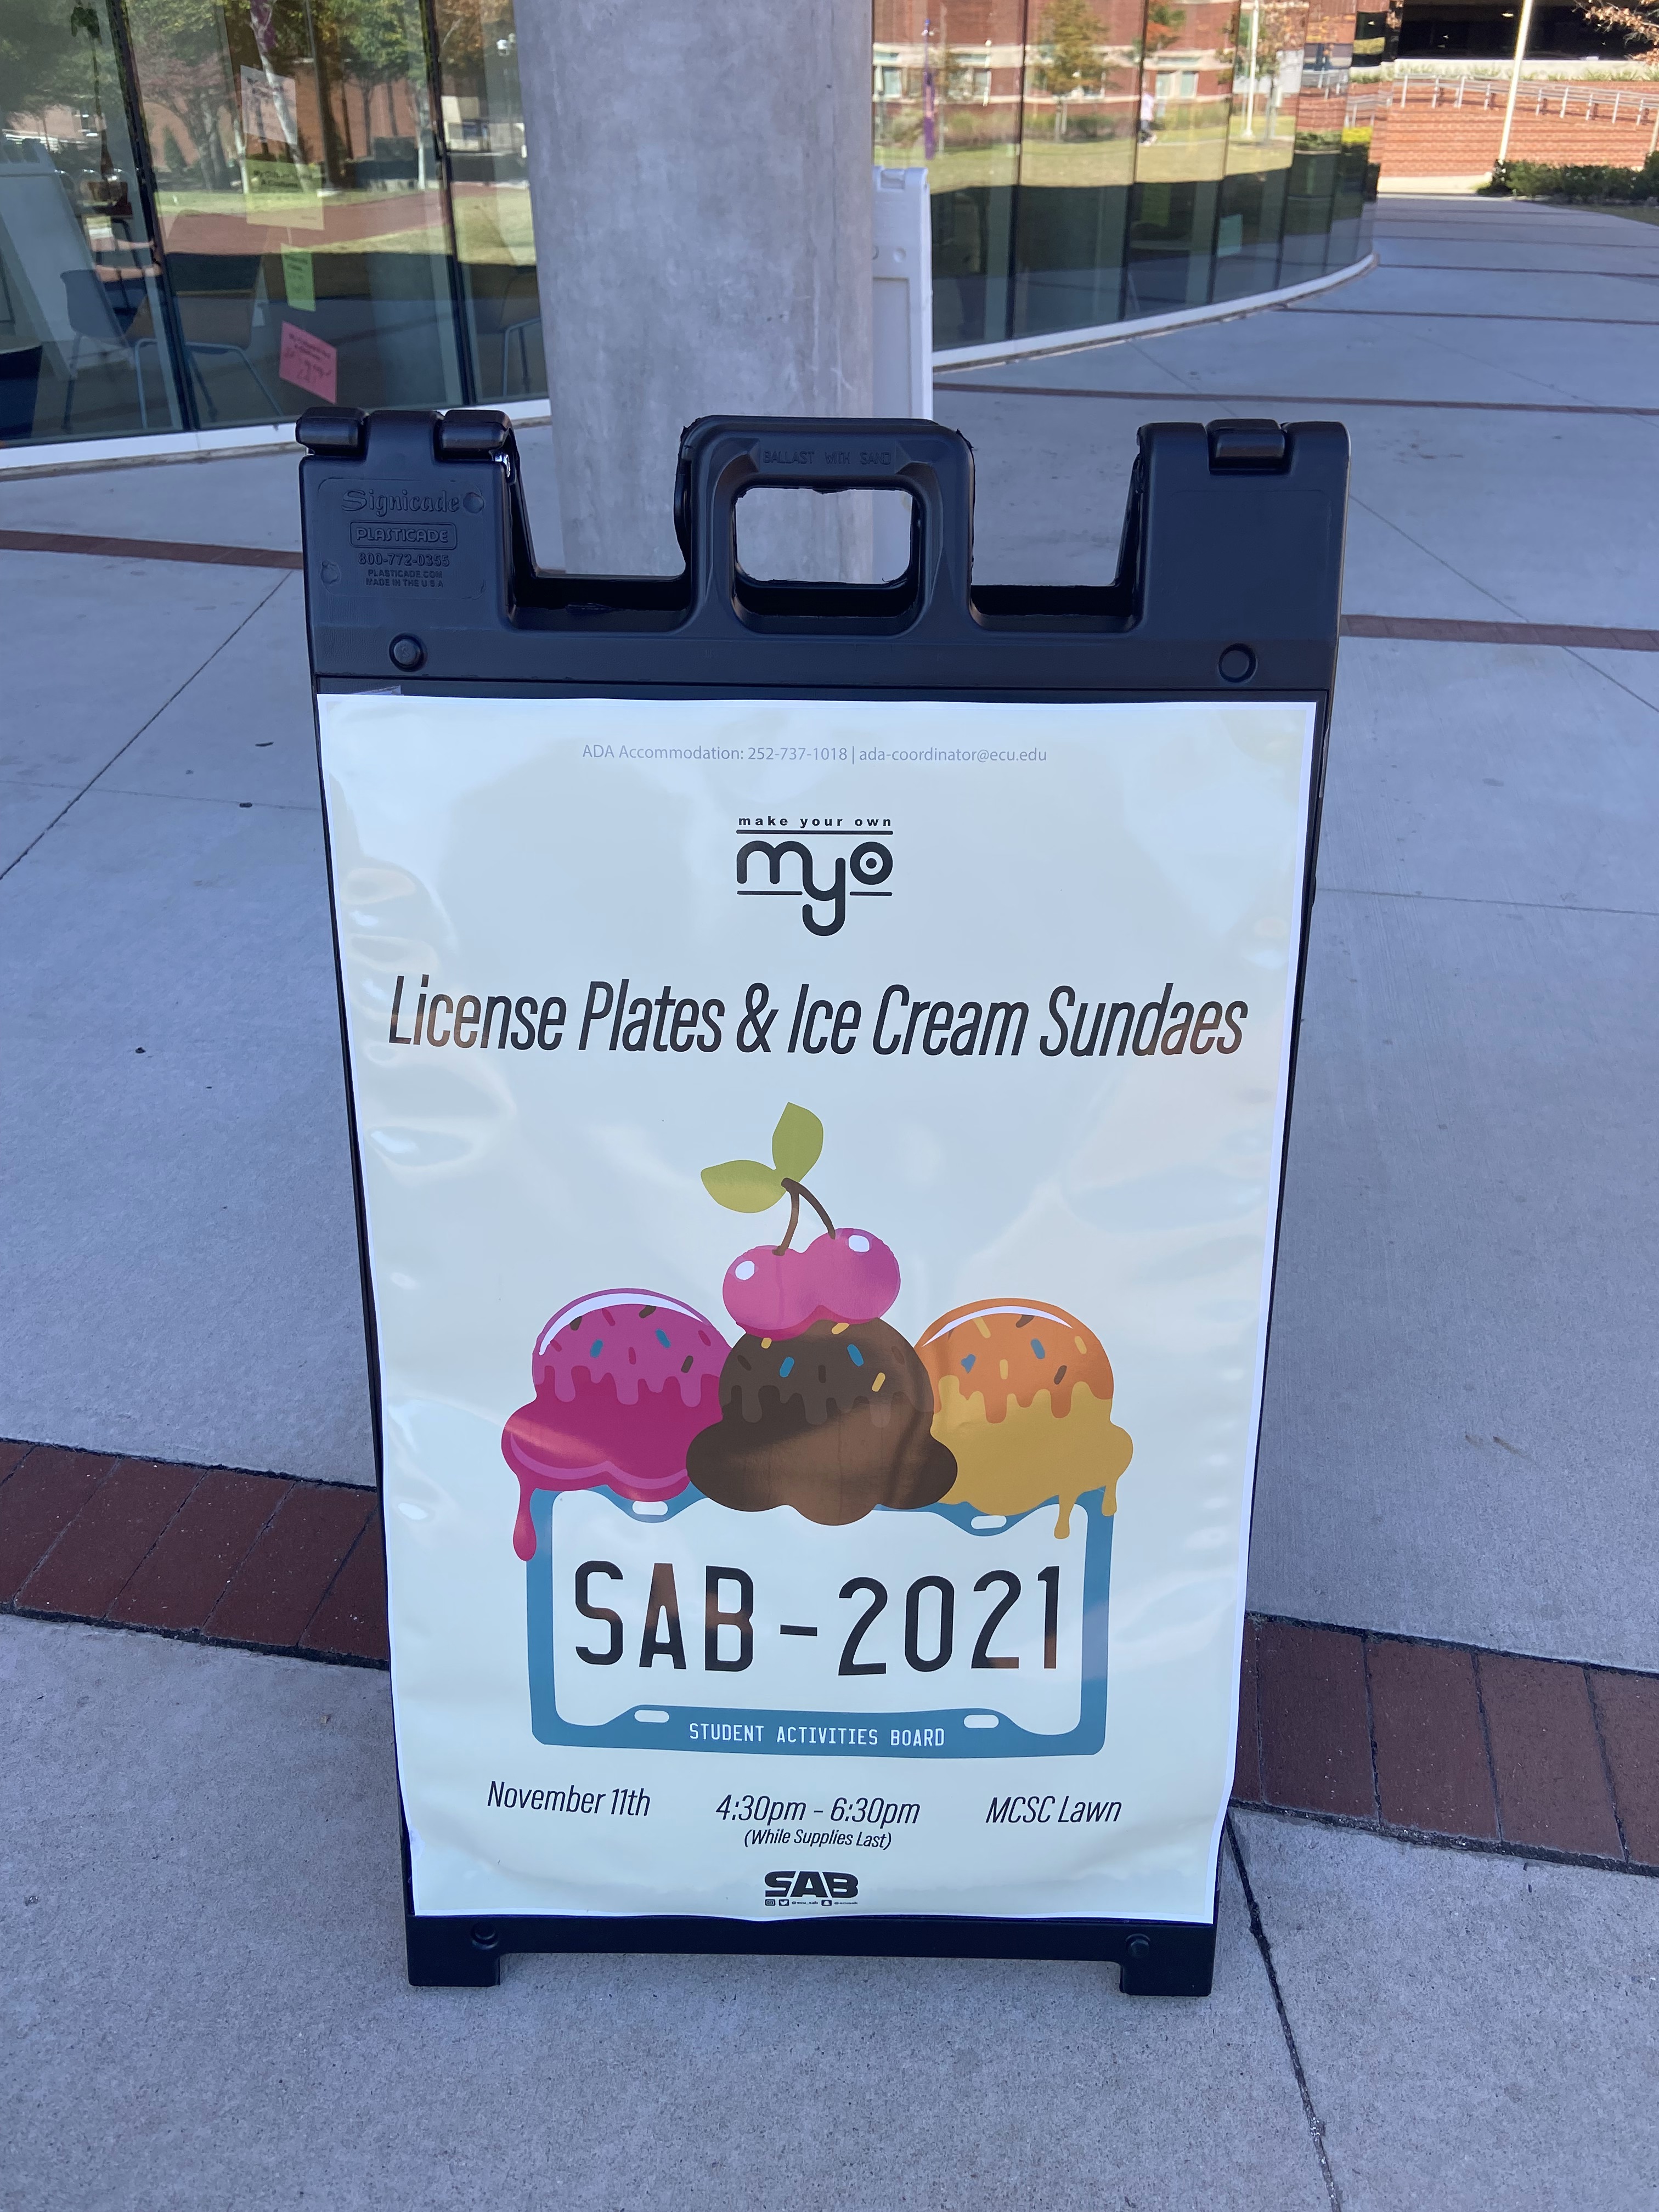 BALLAST WITH SAND
Signicade
PLASTICADE
800-772-0355
PLASTICADE.COM
MADE IN THE U S A
ADA Accommodation: 252-737-1018 | ada-coordinator@ecu.edu
make your own
myo
License Plates & Ice Cream Sundaes
SAB-2021
STUDENT ACTIVITIES BOARD
November 11th
4:30pm - 6:30pm
(While Supplies Last)
MCSC Lawn
SAB